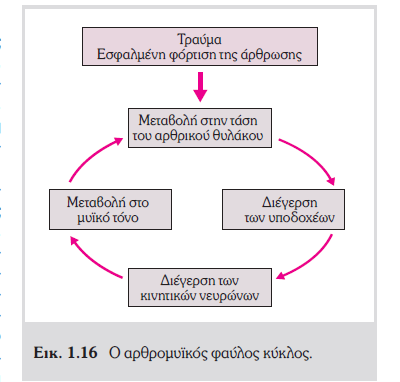 Τραύμα
Εσφαλμένη φόρτιση της άρθρωσης
Μεταβολή στην τάση
του αρθρικού θυλάκου
Μεταβολή στο
μυϊκό τόνο
Διέγερση
των υποδοχέων
Διέγερση των
κινητικών νευρώνων
Εικ. 1.16 Ο αρθρομυϊκός φαύλος κύκλος.